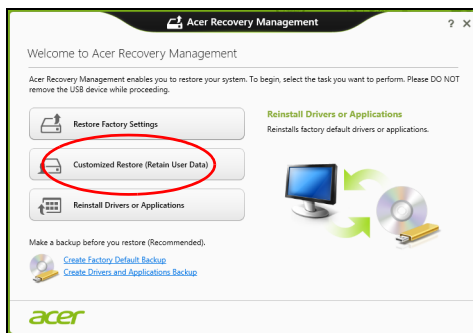 Acer Recovery Management
? X
Welcome to Acer Recovery Management
Acer Recovery Management enables you to restore your system. To begin, select the task you want to perform. Please DO NOT
remove the USB device while proceeding.
Restore Factory Settings
Customized Restore (Retain User Data)
Reinstall Drivers or Applications
Reinstall Drivers or Applications
Reinstalls factory default drivers or applications.
Make a backup before you restore (Recommended).
Create Factory Default Backup
Create Drivers and Applications Backup
acer